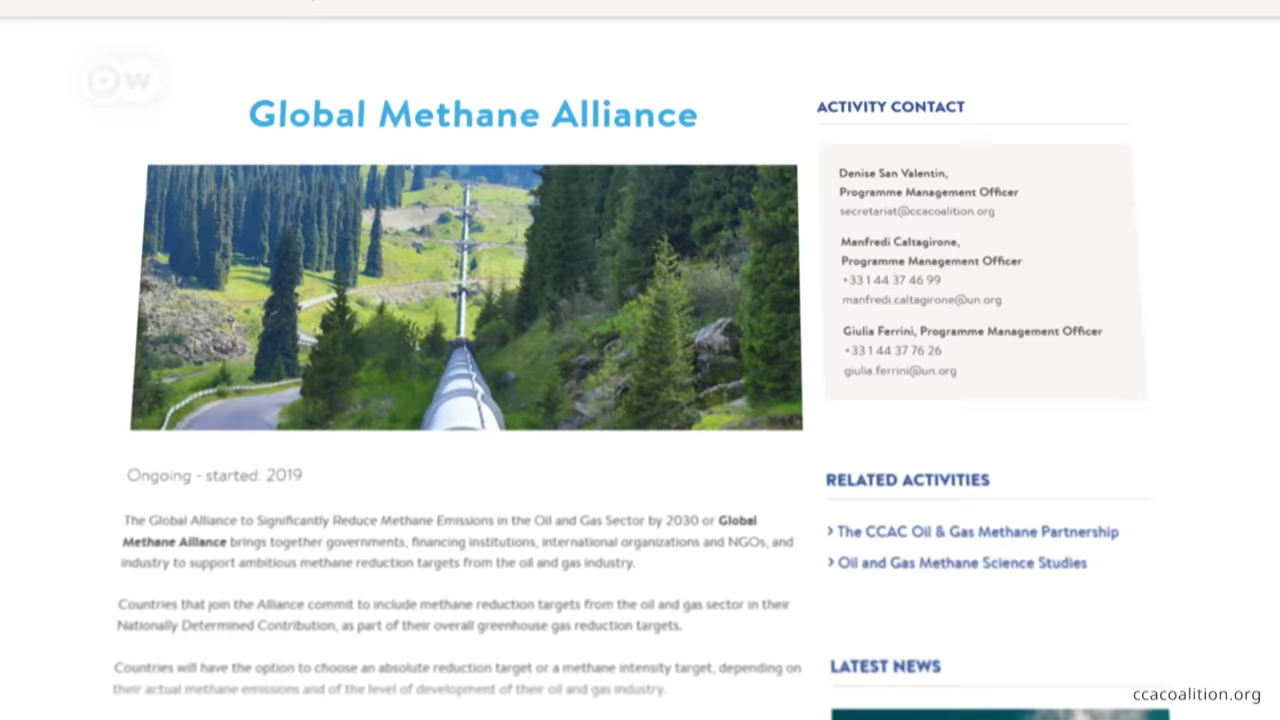 DW
Global Methane Alliance
Ongoing - started: 2019
The Global Alliance to Significantly Reduce Methane Emissions in the Oil and Gas Sector by 2030 or Global
Methane Alliance brings together governments, financing institutions, international organizations and NGOs, and
industry to support ambitious methane reduction targets from the oil and gas industry.
Countries that join the Alliance commit to include methane reduction targets from the oil and gas sector in their
Nationally Determined Contribution, as part of their overall greenhouse gas reduction targets.
Countries will have the option to choose an absolute reduction target or a methane intensity target, depending on
their actual methane emissions and of the level of development of their oil and gas industry.
ACTIVITY CONTACT
Denise San Valentin,
Programme Management Officer
secretariat@ccacoalition.org
Manfredi Caltagirone,
Programme Management Officer
+33 1 44 37 46 99
manfredi.caltagirone@un.org
Giulia Ferrini, Programme Management Officer
+33 1 44 37 76 26
giulia.ferrini@un.org
RELATED ACTIVITIES
› The CCAC Oil & Gas Methane Partnership
› Oil and Gas Methane Science Studies
LATEST NEWS
ccacoalition.org